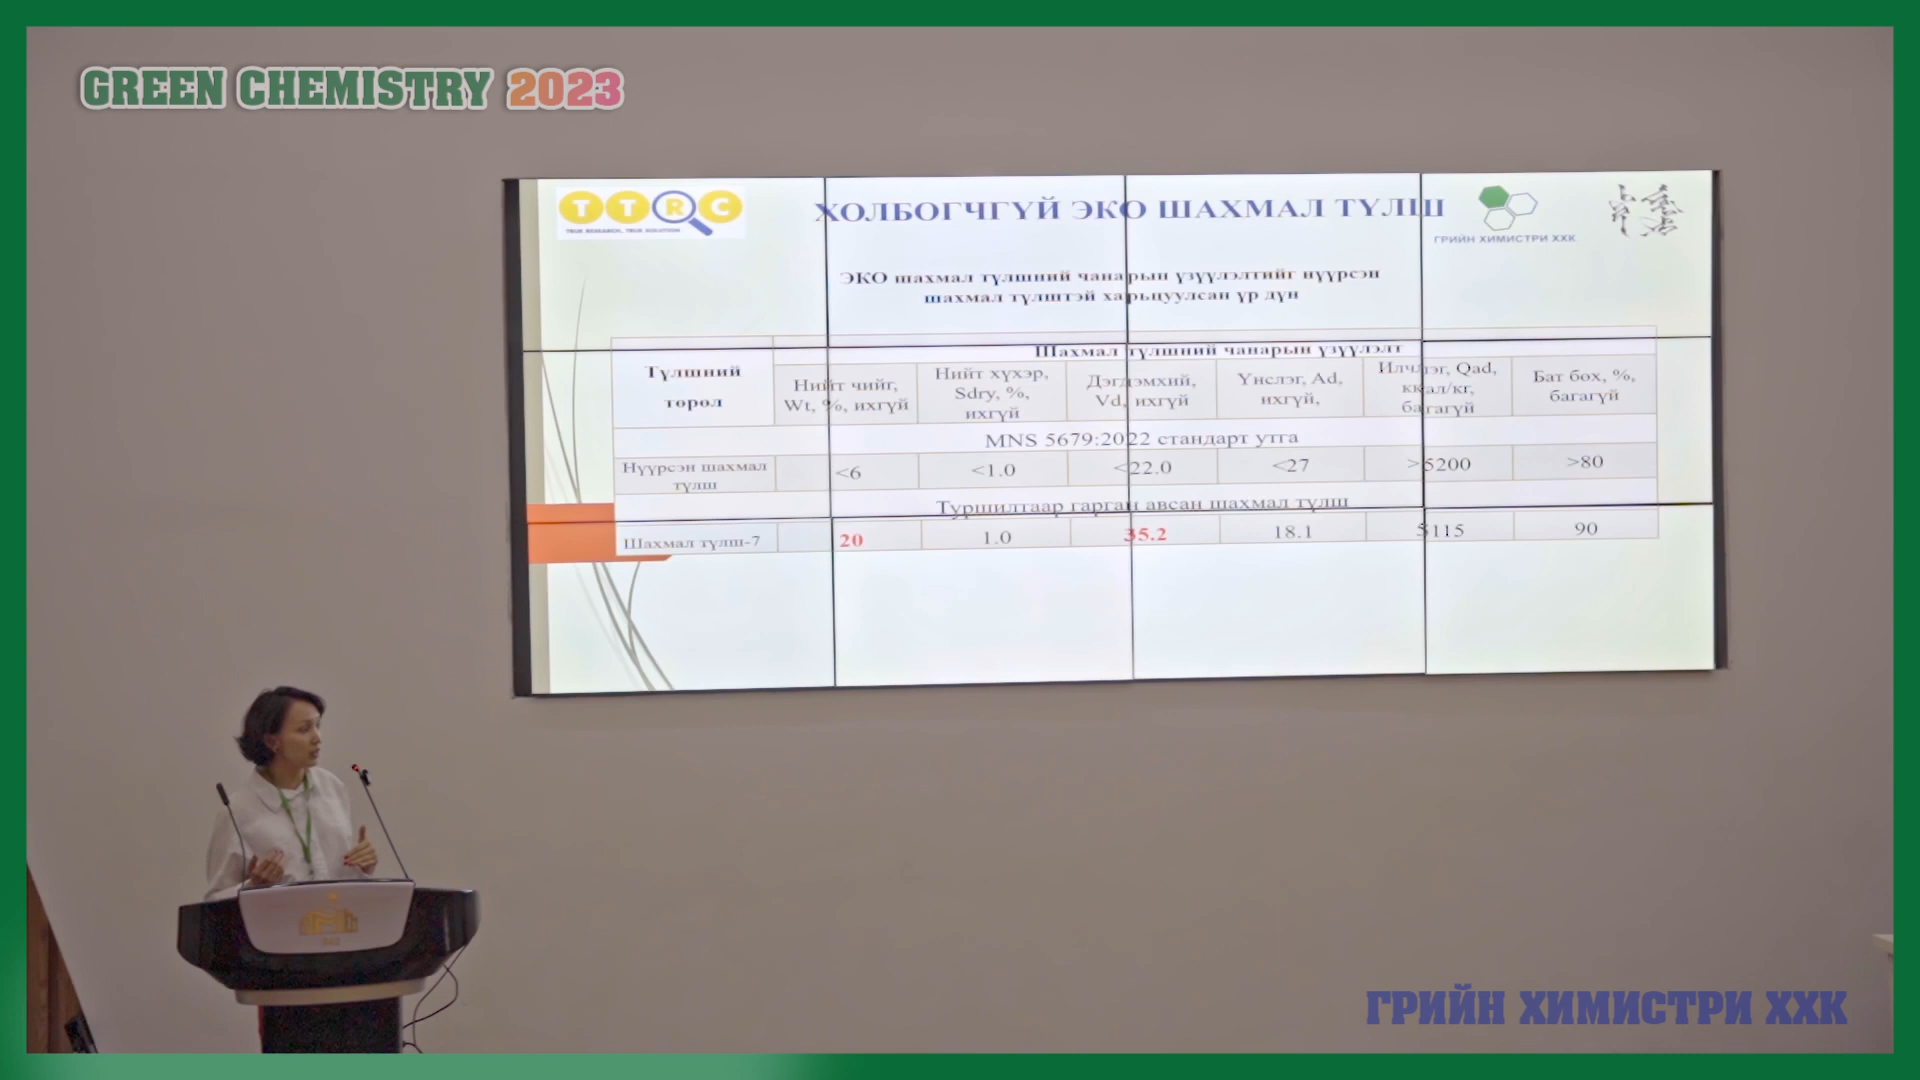 GREEN CHEMISTRY 2023
TTRC
TRUE RESEARCH, TRUE SOLUTION
ХОЛБОГЧГҮЙ ЭКО ШАХМАЛ ТҮЛШ
ГРИЙН ХИМИСТРИ ХХК
ЭКО шахмал түлшний чанарын үзүүлэлтийг нүүрсэн
шахмал түлштэй харьцуулсан үр дүн
Түлшний
төрөл
Шахмал түлшний чанарын үзүүлэлт
Нийт чийг,
Wt, %, ихгүй
Нийт хүхэр,
Sdry, %,
ихгүй
Дэгдэмхий,
Vd, ихгүй
Үнслэг, Ad,
ихгүй,
Илчлэг, Qad,
ккал/кг,
багагүй
Бат бөх, %,
багагүй
MNS 5679:2022 стандарт утга
Нүүрсэн шахмал
түлш
<6
<1.0
<22.0
<27
>5200
>80
Туршилтаар гарган авсан шахмал түлш
Шахмал түлш-7
20
1.0
35.2
18.1
5115
90
ГРИЙН ХИМИСТРИ ХХК